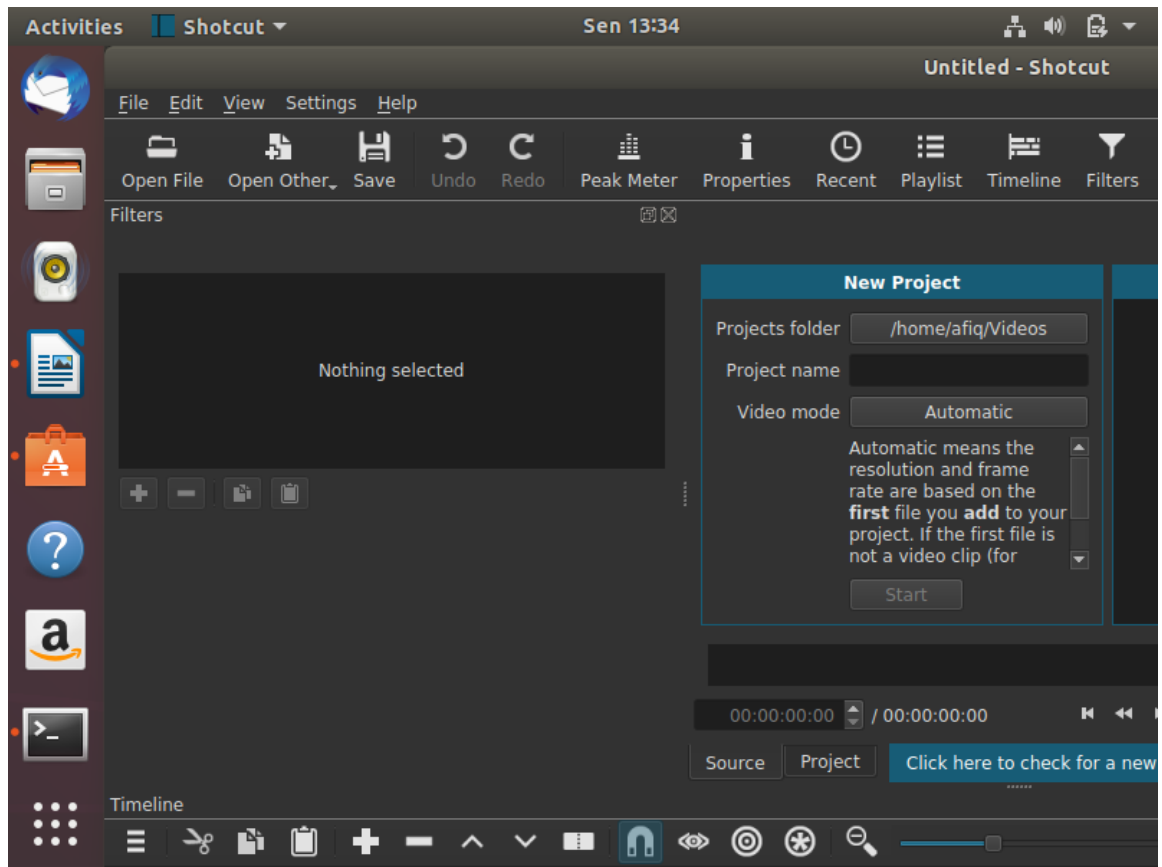 Activities Shotcut Sen 13:34
Untitled - Shotcut
File Edit View Settings Help
Open File Open Other Save Undo Redo Peak Meter Properties Recent Playlist Timeline Filters
Filters
New Project
Projects folder /home/afiq/Videos
Project name
Video mode Automatic
Automatic means the
resolution and frame
rate are based on the
first file you add to your
project. If the first file is
not a video clip (for
Start
Nothing selected
00:00:00:00 / 00:00:00:00
Source Project Click here to check for a new
Timeline